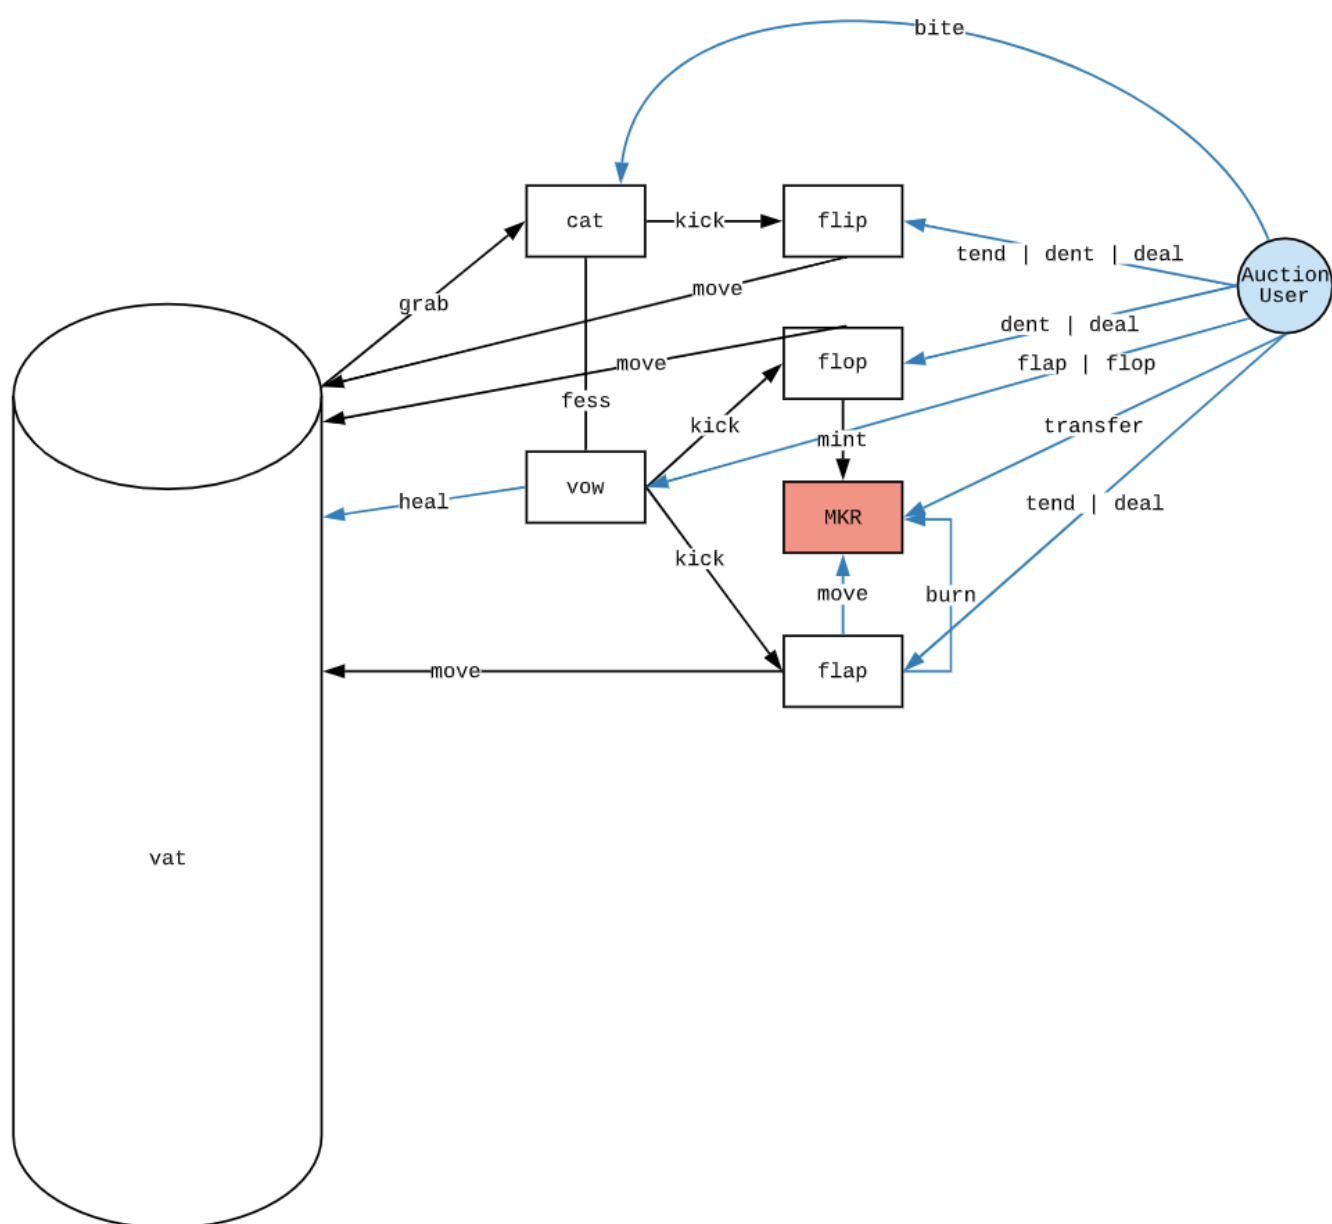 bite
cat
kick
flip
tend | dent | deal
Auction
User
grab
move
dent | deal
move
flop
flap | flop
fess
kick
transfer
mint
vow
heal
MKR
tend | deal
kick
move
burn
move
flap
vat